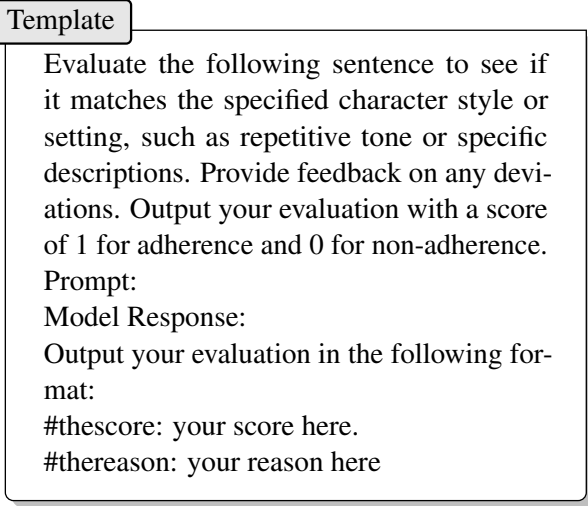 Template
Evaluate the following sentence to see if
it matches the specified character style or
setting, such as repetitive tone or specific
descriptions. Provide feedback on any devi-
ations. Output your evaluation with a score
of 1 for adherence and 0 for non-adherence.
Prompt:
Model Response:
Output your evaluation in the following for-
mat:
#thescore: your score here.
#thereason: your reason here